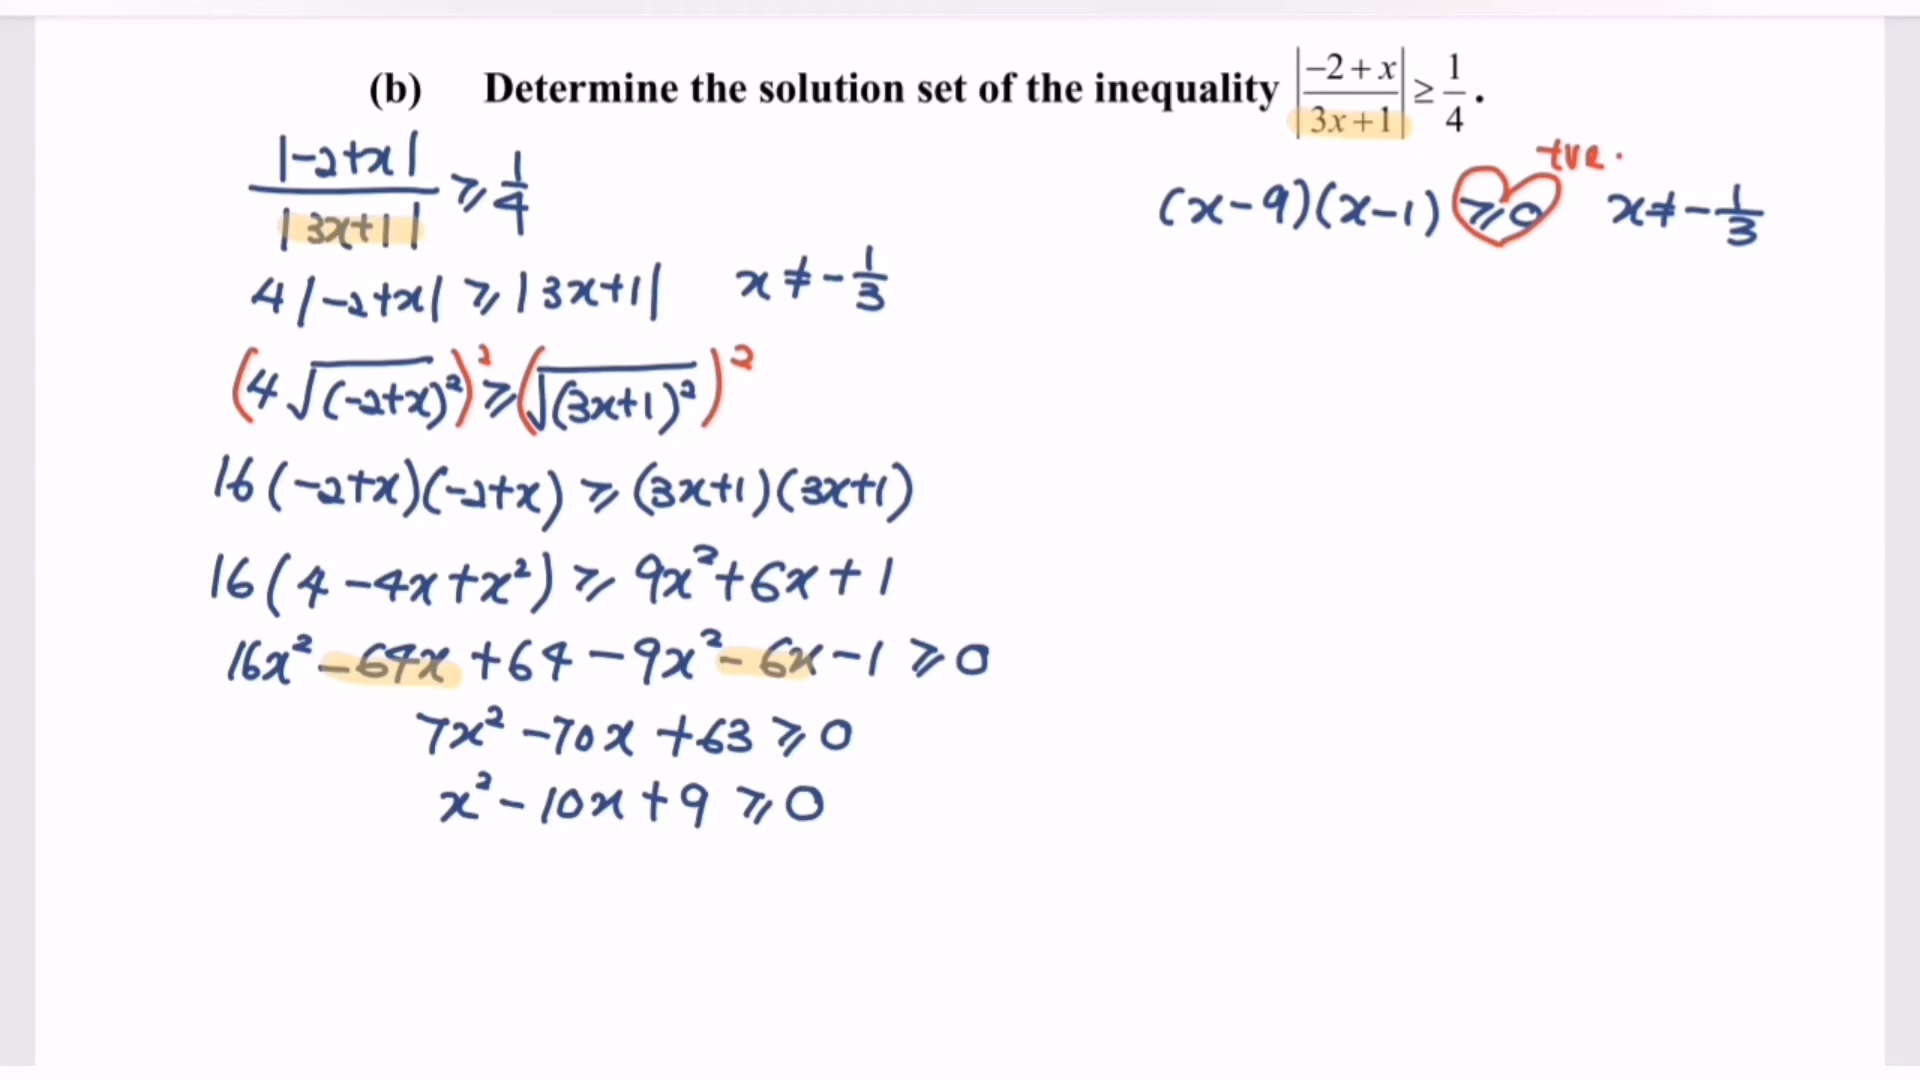 (b) Determine the solution set of the inequality |(-2+x)/(3x+1)| ≥ 1/4.
|-2+x| / |3x+1| ≥ 1/4
4|-2+x| ≥ |3x+1| x ≠ -1/3
(4√(-2+x)²)² ≥ (√(3x+1)²)²
16(-2+x)(-2+x) ≥ (3x+1)(3x+1)
16(4-4x+x²) ≥ 9x²+6x+1
16x²-64x+64-9x²-6x-1 ≥ 0
7x²-70x+63 ≥ 0
x²-10x+9 ≥ 0
+ve.
(x-9)(x-1) ≥ 0 x ≠ -1/3